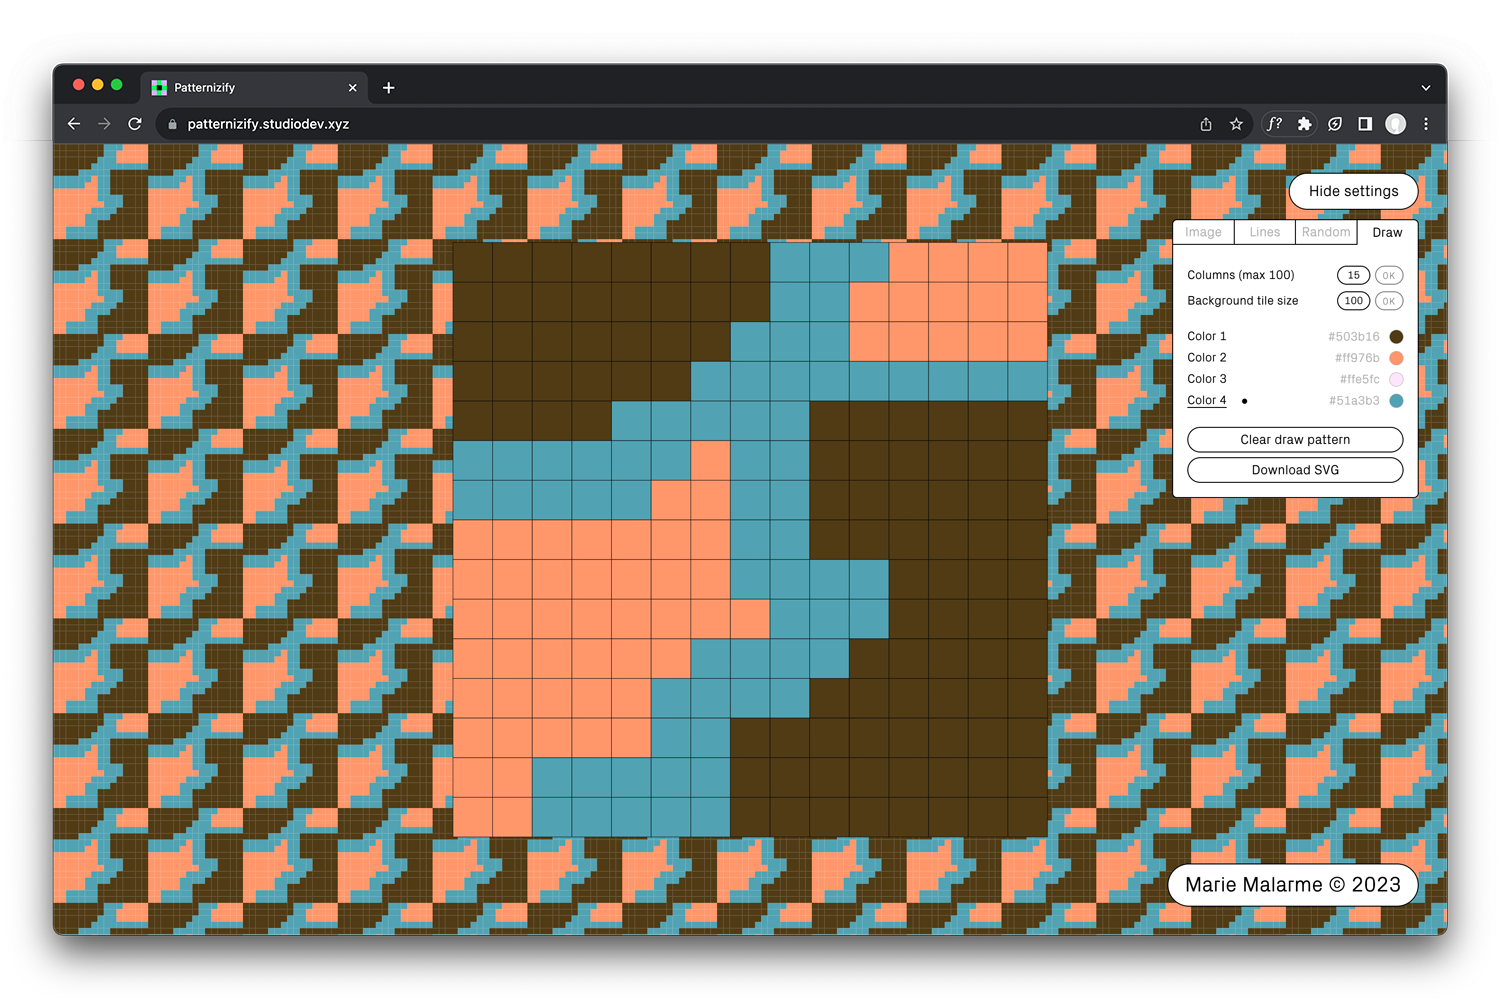 Patternizify
patternizify.studiodev.xyz
f?
Hide settings
Image Lines Random Draw
Columns (max 100) 15 OK
Background tile size 100 OK
Color 1 #503b16
Color 2 #ff976b
Color 3 #ffe5fc
Color 4 #51a3b3
Clear draw pattern
Download SVG
Marie Malarme © 2023